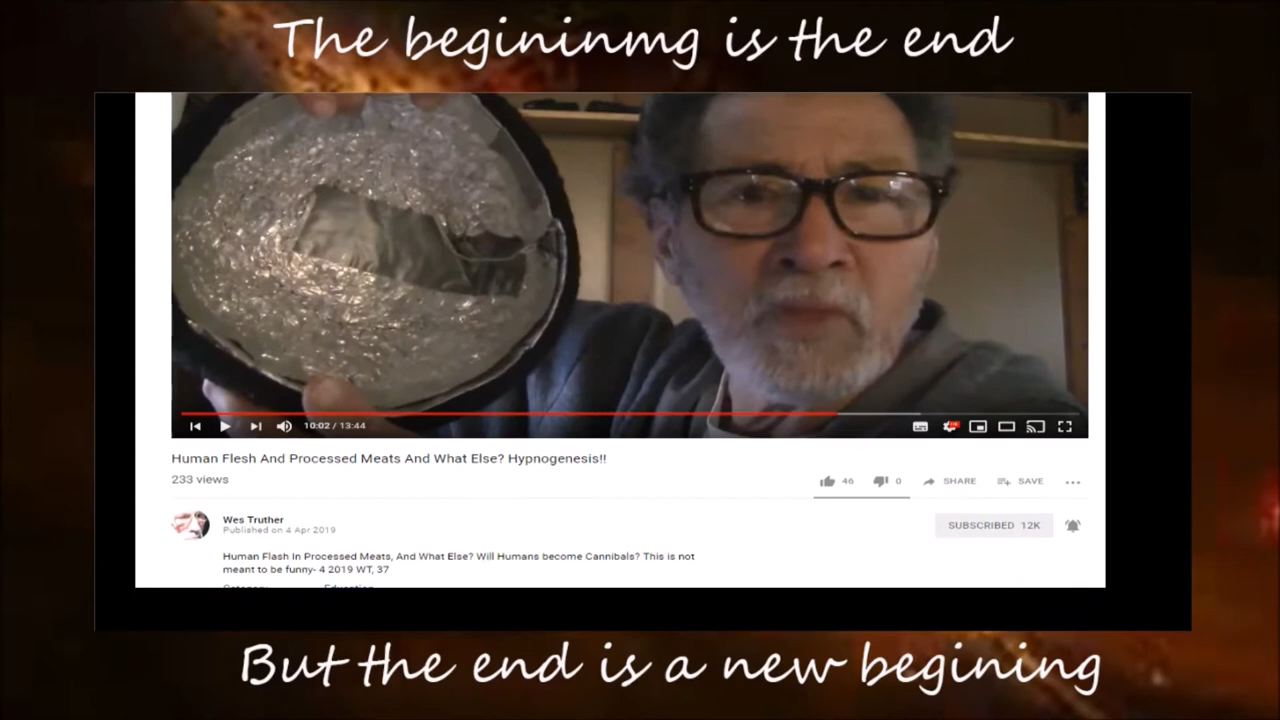 The begininmg is the end
10:02 / 13:44
Human Flesh And Processed Meats And What Else? Hypnogenesis!!
233 views
46 0 SHARE SAVE
Wes Truther
Published on 4 Apr 2019
SUBSCRIBED 12K
Human Flash In Processed Meats, And What Else? Will Humans become Cannibals? This is not
meant to be funny- 4 2019 WT, 37
But the end is a new begining